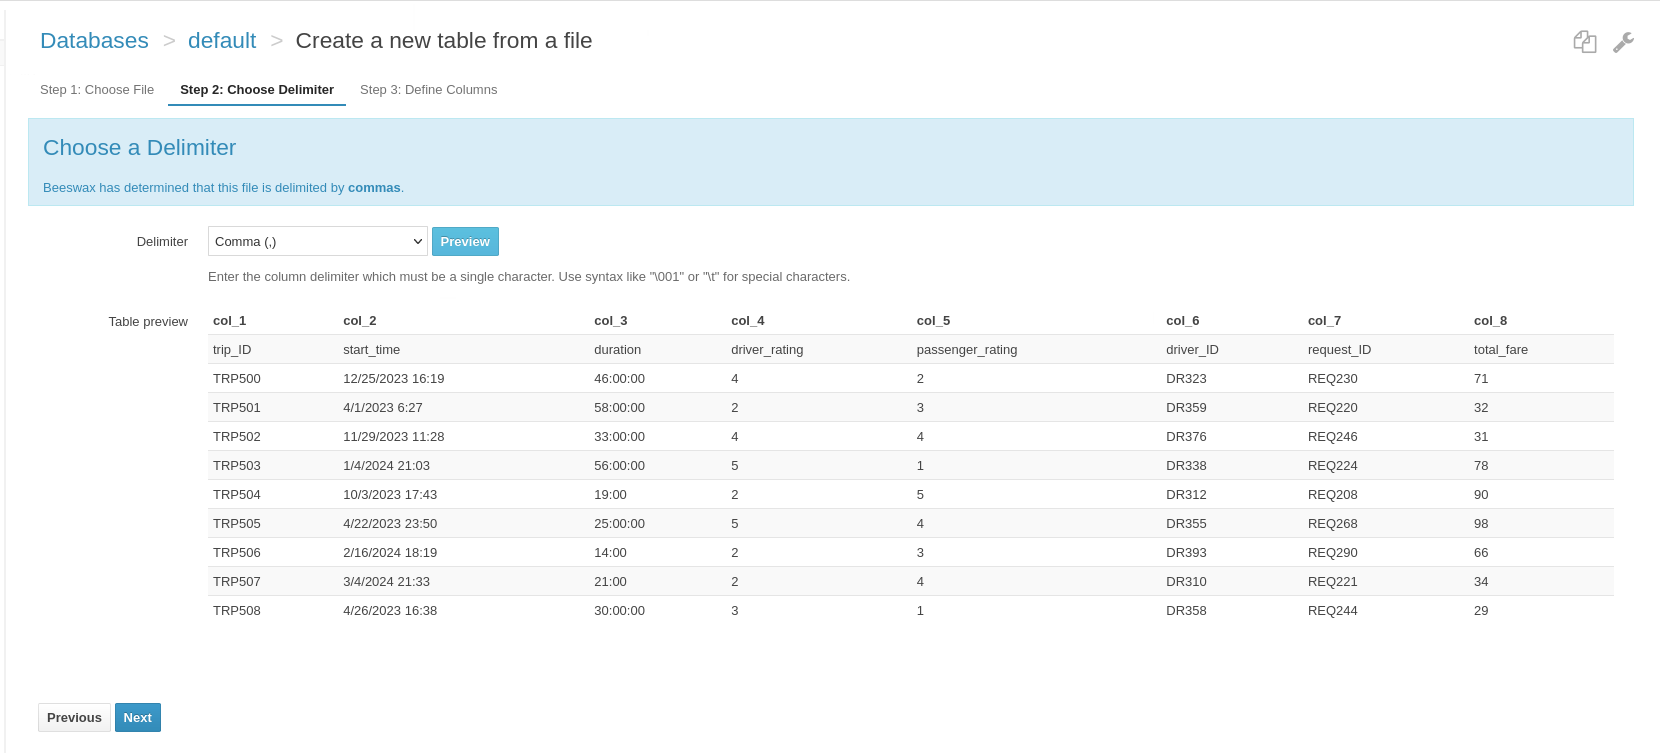 Databases > default > Create a new table from a file
Step 1: Choose File Step 2: Choose Delimiter Step 3: Define Columns
Choose a Delimiter
Beeswax has determined that this file is delimited by commas.
Delimiter Comma (,) Preview
Enter the column delimiter which must be a single character. Use syntax like "\001" or "\t" for special characters.
Table preview col_1 col_2 col_3 col_4 col_5 col_6 col_7 col_8
trip_ID start_time duration driver_rating passenger_rating driver_ID request_ID total_fare
TRP500 12/25/2023 16:19 46:00:00 4 2 DR323 REQ230 71
TRP501 4/1/2023 6:27 58:00:00 2 3 DR359 REQ220 32
TRP502 11/29/2023 11:28 33:00:00 4 4 DR376 REQ246 31
TRP503 1/4/2024 21:03 56:00:00 5 1 DR338 REQ224 78
TRP504 10/3/2023 17:43 19:00 2 5 DR312 REQ208 90
TRP505 4/22/2023 23:50 25:00:00 5 4 DR355 REQ268 98
TRP506 2/16/2024 18:19 14:00 2 3 DR393 REQ290 66
TRP507 3/4/2024 21:33 21:00 2 4 DR310 REQ221 34
TRP508 4/26/2023 16:38 30:00:00 3 1 DR358 REQ244 29
Previous Next